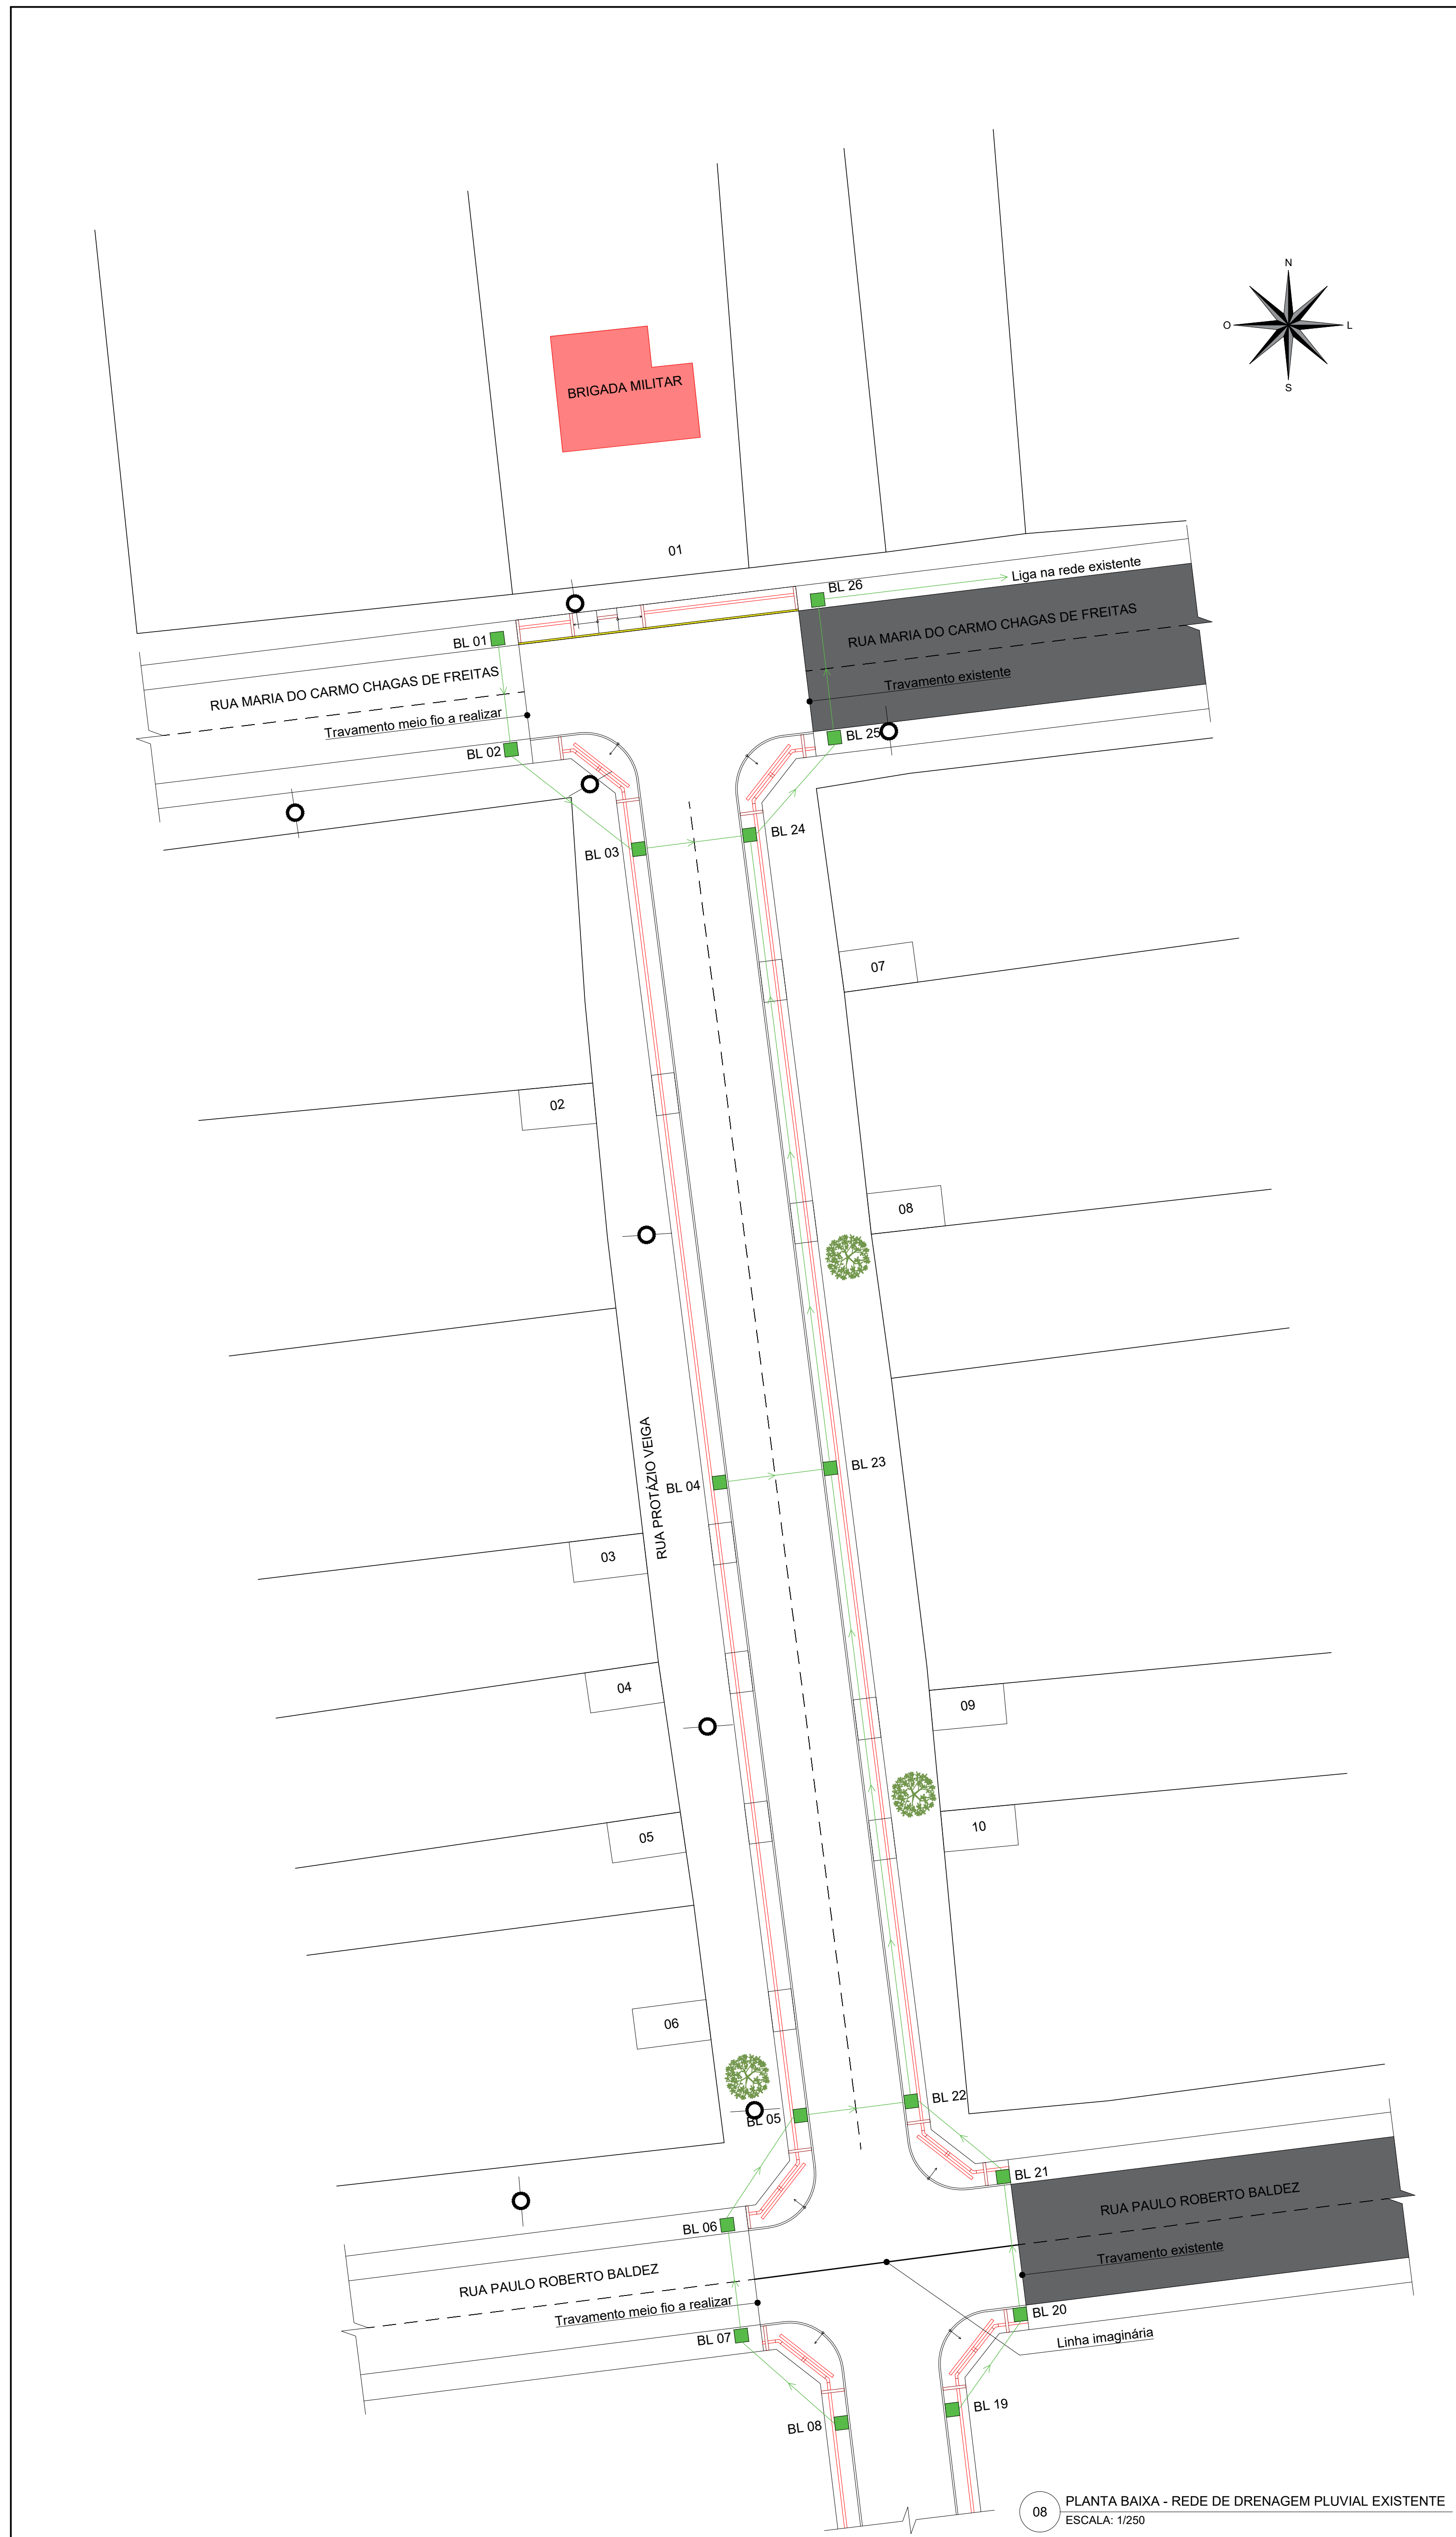 N
O
L
S
BRIGADA MILITAR
01
BL 26
Liga na rede existente
BL 01
RUA MARIA DO CARMO CHAGAS DE FREITAS
RUA MARIA DO CARMO CHAGAS DE FREITAS
Travamento existente
Travamento meio fio a realizar
BL 25
BL 02
BL 24
BL 03
07
02
08
RUA PROTÁZIO VEIGA
BL 23
BL 04
03
04
09
05
10
06
BL 22
BL 05
BL 21
RUA PAULO ROBERTO BALDEZ
BL 06
Travamento existente
RUA PAULO ROBERTO BALDEZ
Travamento meio fio a realizar
BL 20
BL 07
Linha imaginária
BL 19
BL 08
08
PLANTA BAIXA - REDE DE DRENAGEM PLUVIAL EXISTENTE
ESCALA: 1/250